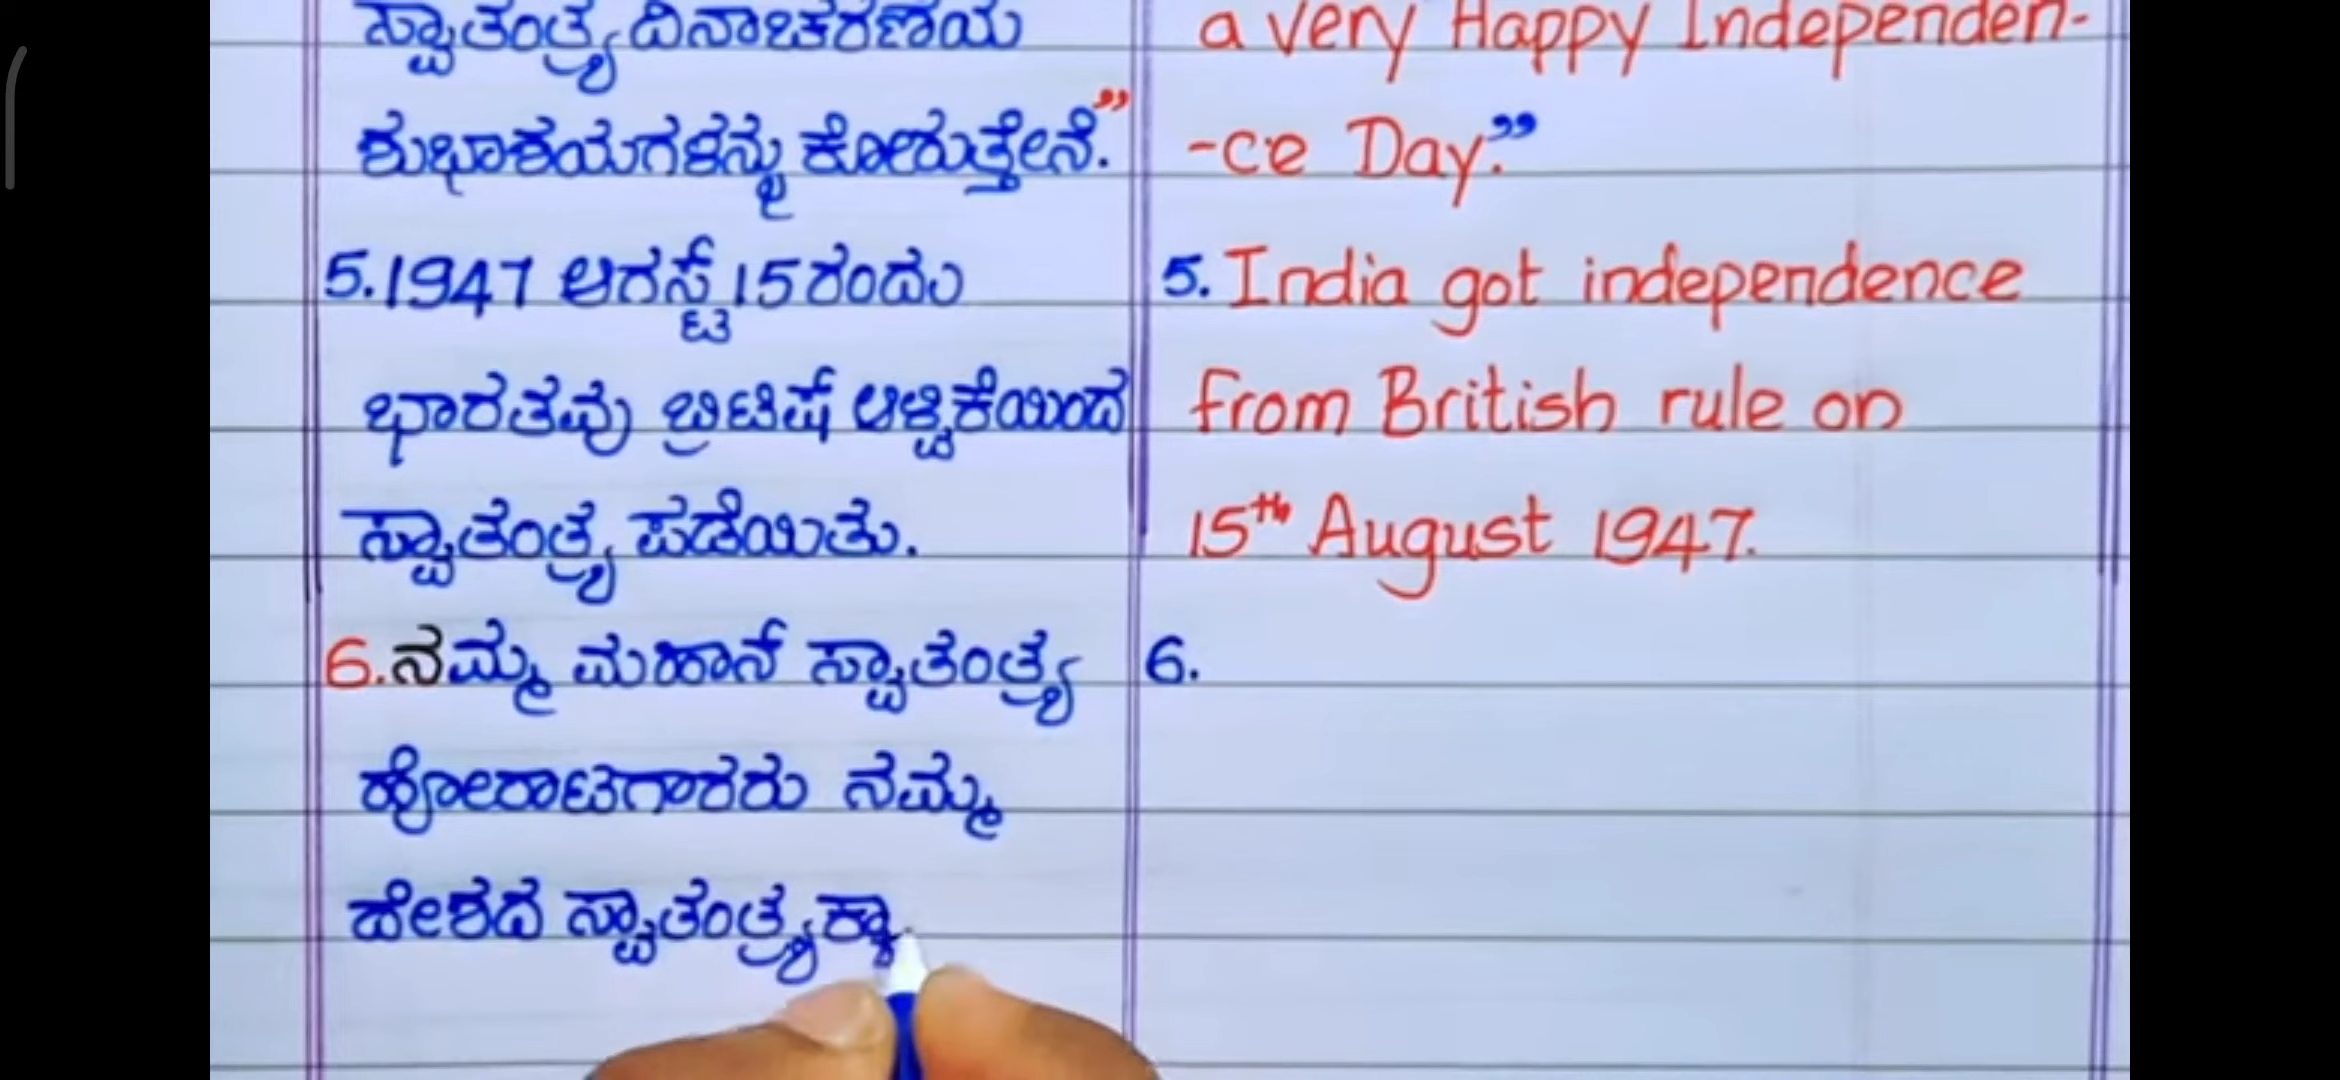 ಸ್ವಾತಂತ್ರ್ಯ ದಿನಾಚರಣೆಯ
ಶುಭಾಶಯಗಳನ್ನು ಕೋರುತ್ತೇನೆ.”
5. 1947 ಆಗಸ್ಟ್ 15 ರಂದು
ಭಾರತವು ಬ್ರಿಟಿಷ್ ಆಳ್ವಿಕೆಯಿಂದ
ಸ್ವಾತಂತ್ರ್ಯ ಪಡೆಯಿತು.
6. ನಮ್ಮ ಮಹಾನ್ ಸ್ವಾತಂತ್ರ್ಯ
ಹೋರಾಟಗಾರರು ನಮ್ಮ
ದೇಶದ ಸ್ವಾತಂತ್ರ್ಯಕ್ಕಾ
a very Happy Independen-
-ce Day.”
5. India got independence
from British rule on
15th August 1947.
6.